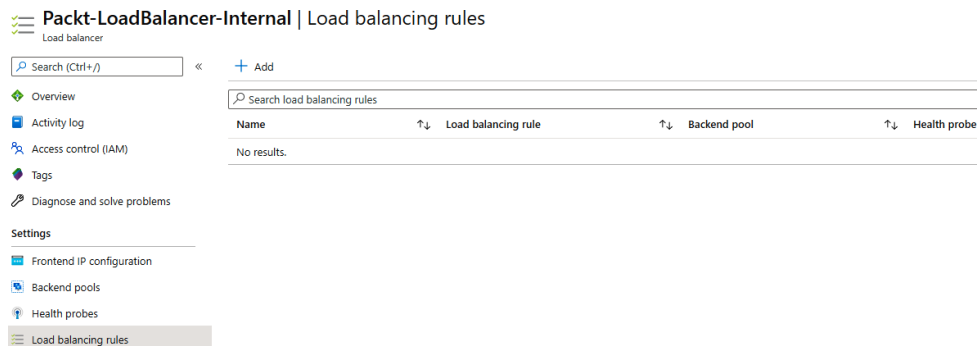 Packt-LoadBalancer-Internal | Load balancing rules
Load balancer
Search (Ctrl+/)
«
Overview
Activity log
Access control (IAM)
Tags
Diagnose and solve problems
Settings
Frontend IP configuration
Backend pools
Health probes
Load balancing rules
+ Add
Search load balancing rules
Name ↑↓ Load balancing rule ↑↓ Backend pool ↑↓ Health probe
No results.